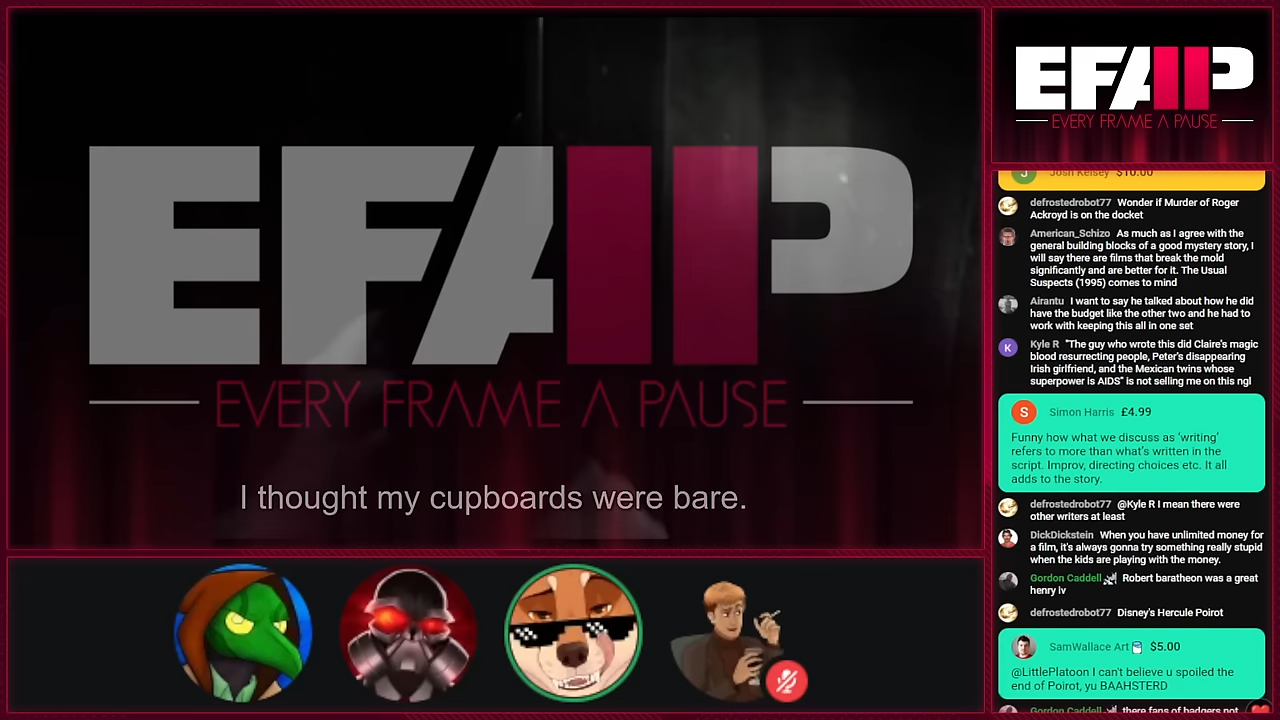 EFAP
EVERY FRAME A PAUSE
I thought my cupboards were bare.
EFAP
EVERY FRAME A PAUSE
J Josh Kelsey $10.00
defrostedrobot77 Wonder if Murder of Roger
Ackroyd is on the docket
American_Schizo As much as I agree with the
general building blocks of a good mystery story, I
will say there are films that break the mold
significantly and are better for it. The Usual
Suspects (1995) comes to mind
Airantu I want to say he talked about how he did
have the budget like the other two and he had to
work with keeping this all in one set
K Kyle R "The guy who wrote this did Claire's magic
blood resurrecting people, Peter's disappearing
Irish girlfriend, and the Mexican twins whose
superpower is AIDS" is not selling me on this ngl
S Simon Harris £4.99
Funny how what we discuss as ‘writing’
refers to more than what’s written in the
script. Improv, directing choices etc. It all
adds to the story.
defrostedrobot77 @Kyle R I mean there were
other writers at least
DickDickstein When you have unlimited money for
a film, it's always gonna try something really stupid
when the kids are playing with the money.
Gordon Caddell Robert baratheon was a great
henry iv
defrostedrobot77 Disney's Hercule Poirot
SamWallace Art $5.00
@LittlePlatoon I can't believe u spoiled the
end of Poirot, yu BAAHSTERD
Gordon Caddell there fans of badgers not